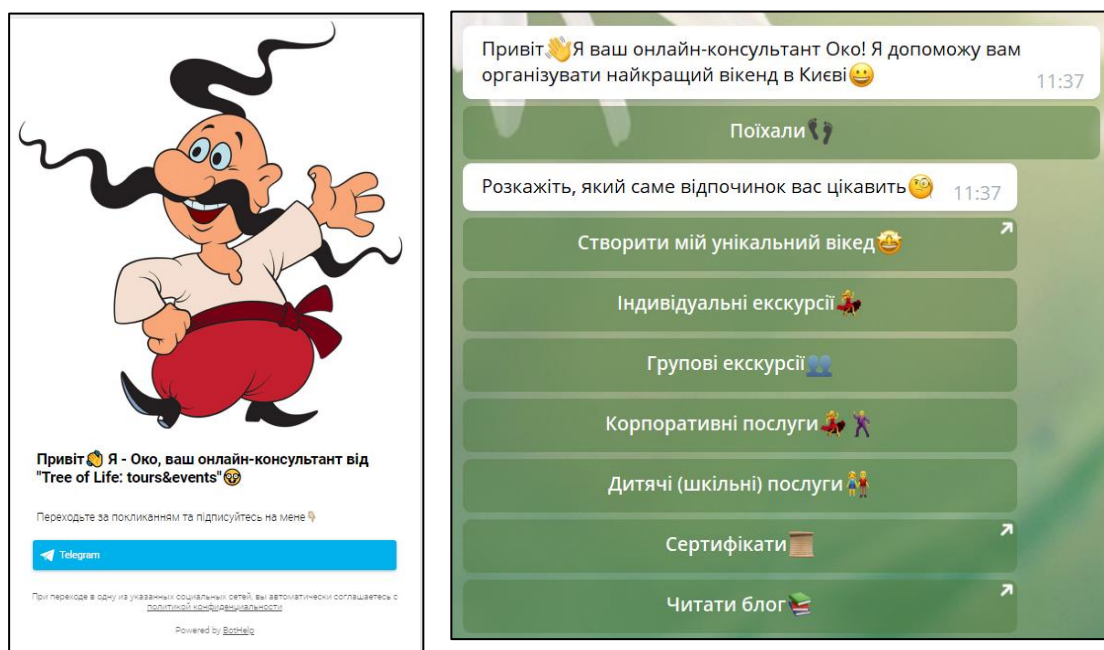 Привіт👋 Я - Око, ваш онлайн-консультант від
"Tree of Life: tours&events"🤓
Переходьте за покликанням та підписуйтесь на мене👇
Telegram
При переходе в одну из указанных социальных сетей, вы автоматически соглашаетесь с
политикой конфиденциальности
Powered by BotHelp
Привіт👋Я ваш онлайн-консультант Око! Я допоможу вам
організувати найкращий вікенд в Києві😀
11:37
Поїхали👣
Розкажіть, який саме відпочинок вас цікавить🧐
11:37
Створити мій унікальний вікед🤩
Індивідуальні екскурсії💃
Групові екскурсії👥
Корпоративні послуги💃🕺
Дитячі (шкільні) послуги👫
Сертифікати📜
Читати блог📚